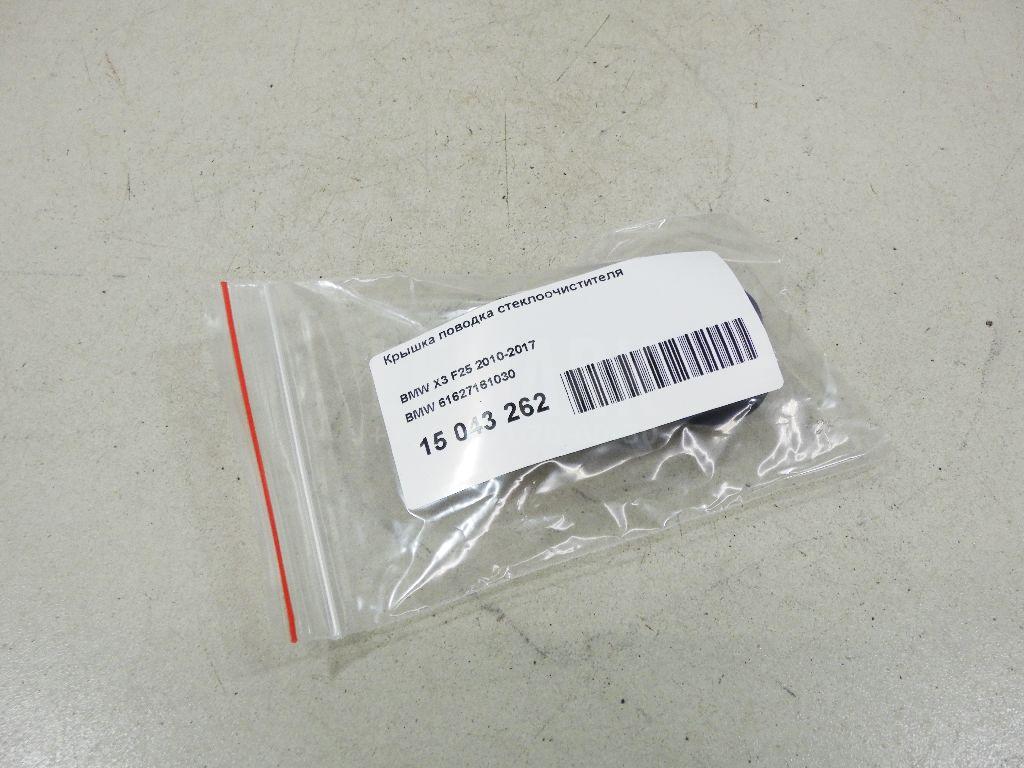 Крышка поводка стеклоочистителя
BMW X3 F25 2010-2017
BMW 61627161030
15 043 262